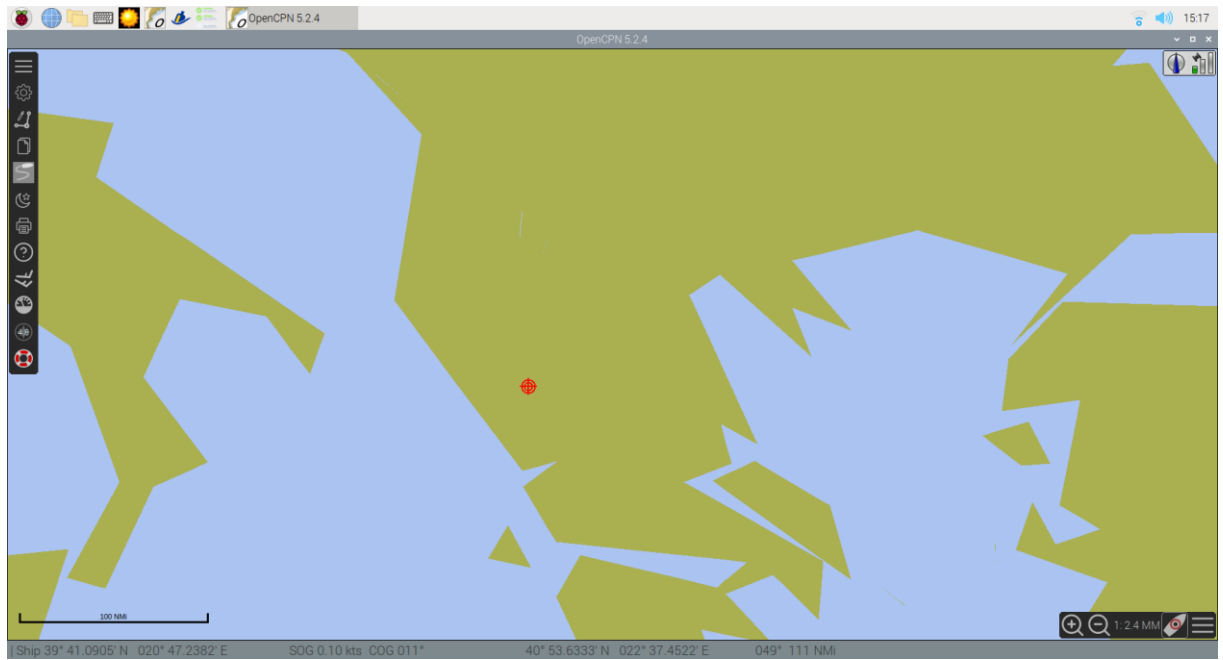 OpenCPN 5.2.4
15:17
OpenCPN 5.2.4
100 NMi
1: 2.4 MM
Ship 39° 41.0905' N 020° 47.2382' E SOG 0.10 kts COG 011° 40° 53.6333' N 022° 37.4522' E 049° 111 NMi